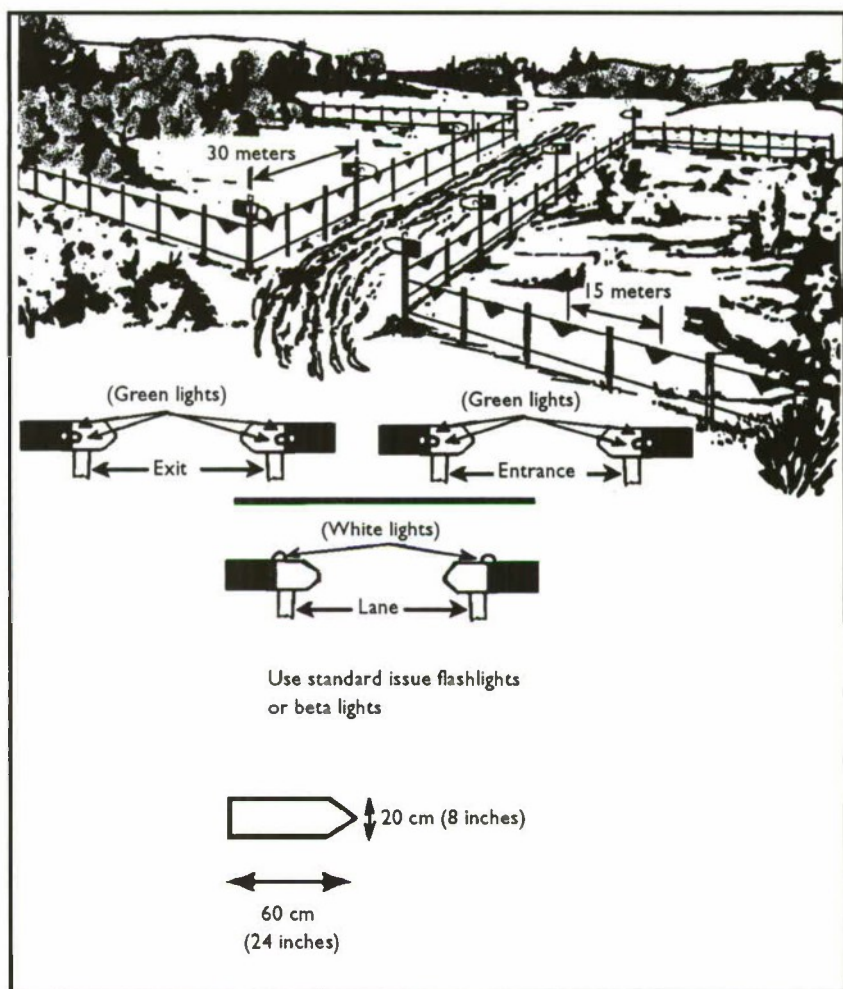 30 meters
15 meters
(Green lights)
(Green lights)
Exit
Entrance
(White lights)
Lane
Use standard issue flashlights
or beta lights
20 cm (8 inches)
60 cm
(24 inches)